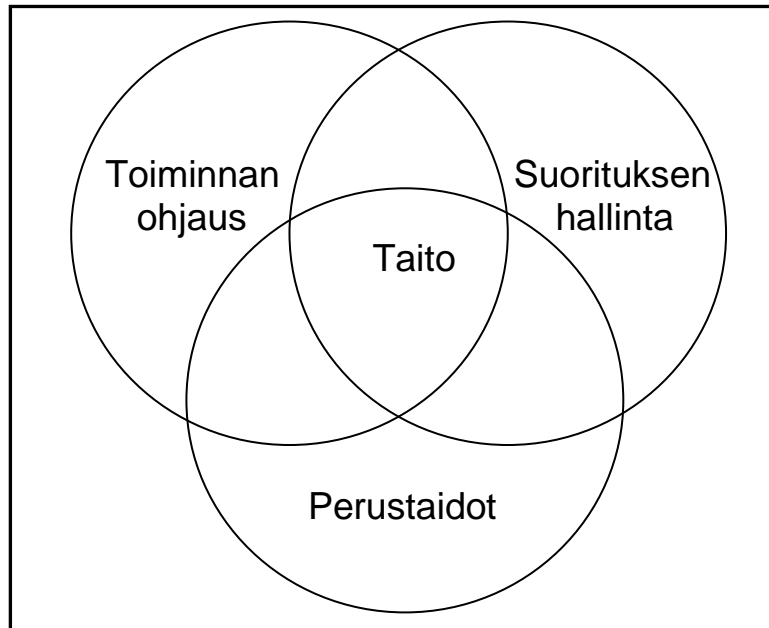 Toiminnan
ohjaus
Suorituksen
hallinta
Taito
Perustaidot